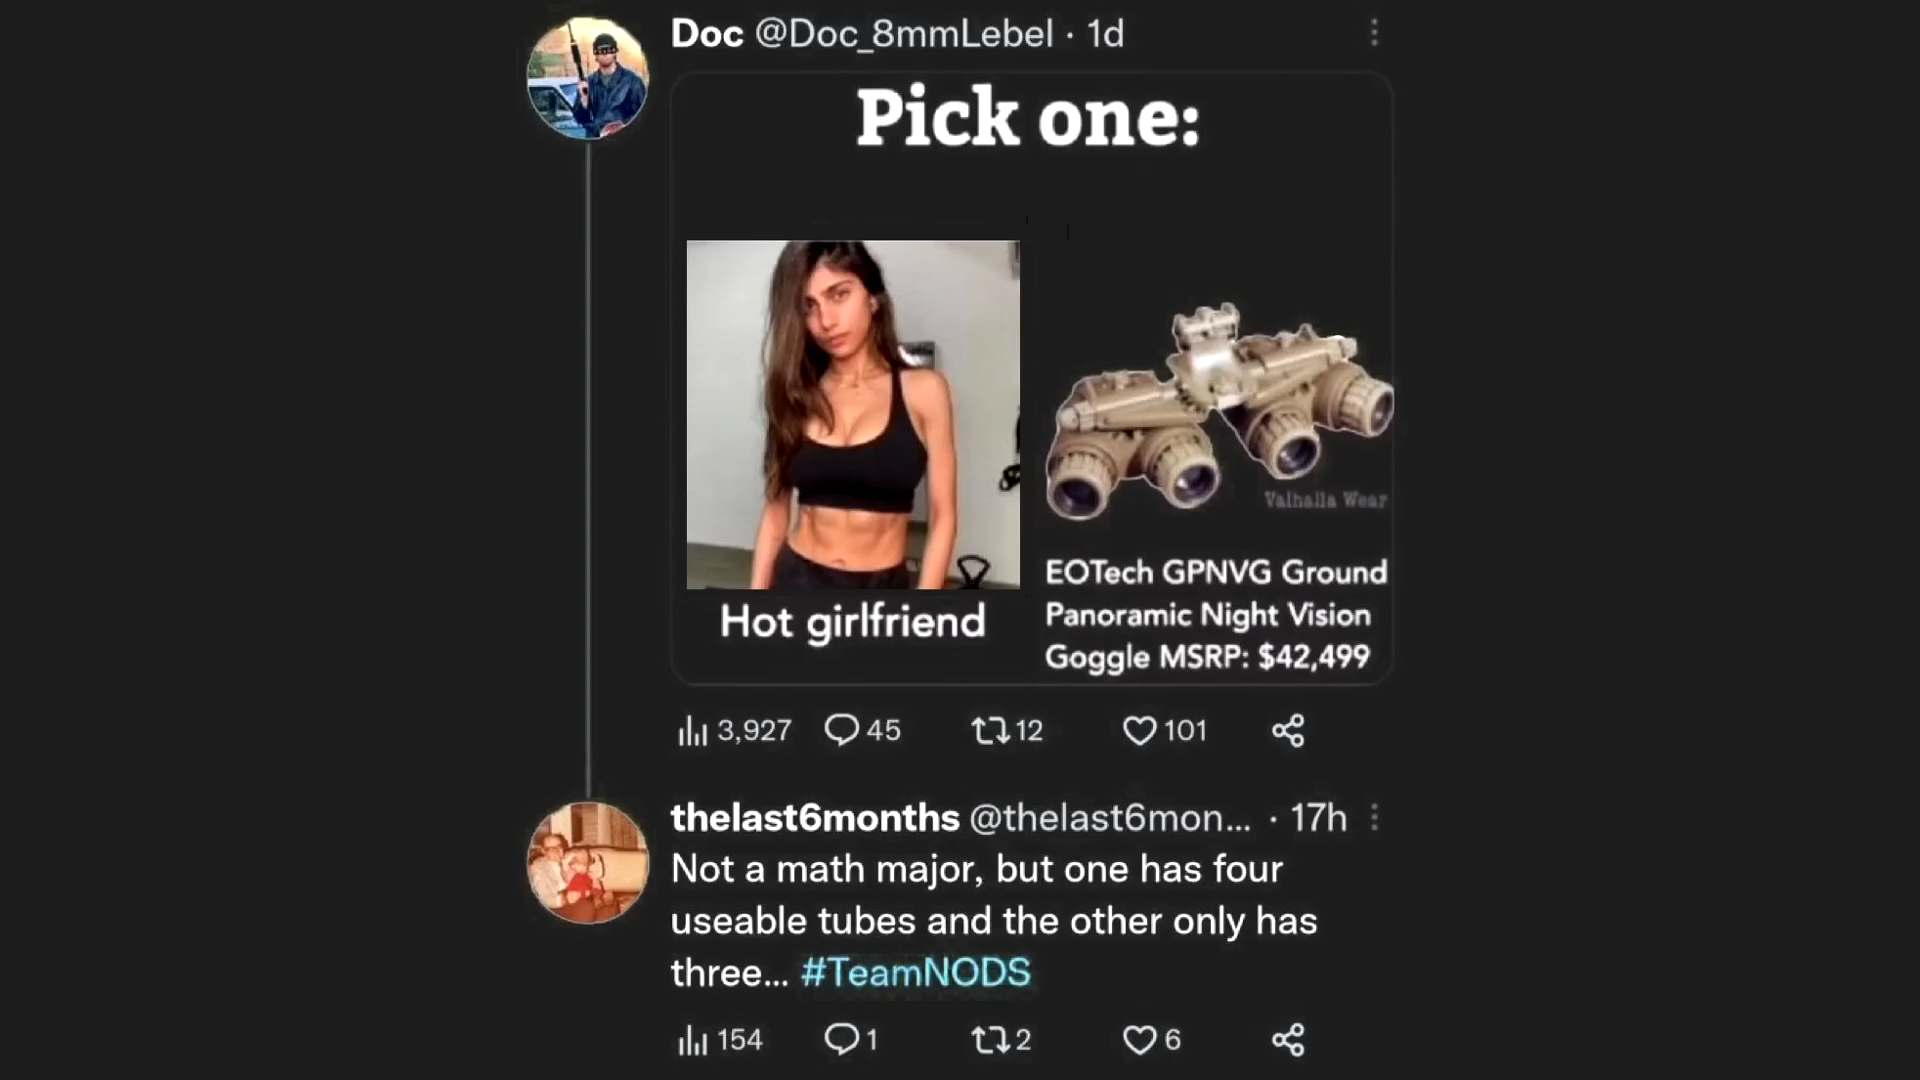 Doc @Doc_8mmLebel · 1d
Pick one:
Valhalla Wear
Hot girlfriend
EOTech GPNVG Ground
Panoramic Night Vision
Goggle MSRP: $42,499
3,927 45 12 101
thelast6months @thelast6mon... · 17h
Not a math major, but one has four
useable tubes and the other only has
three... #TeamNODS
154 1 2 6